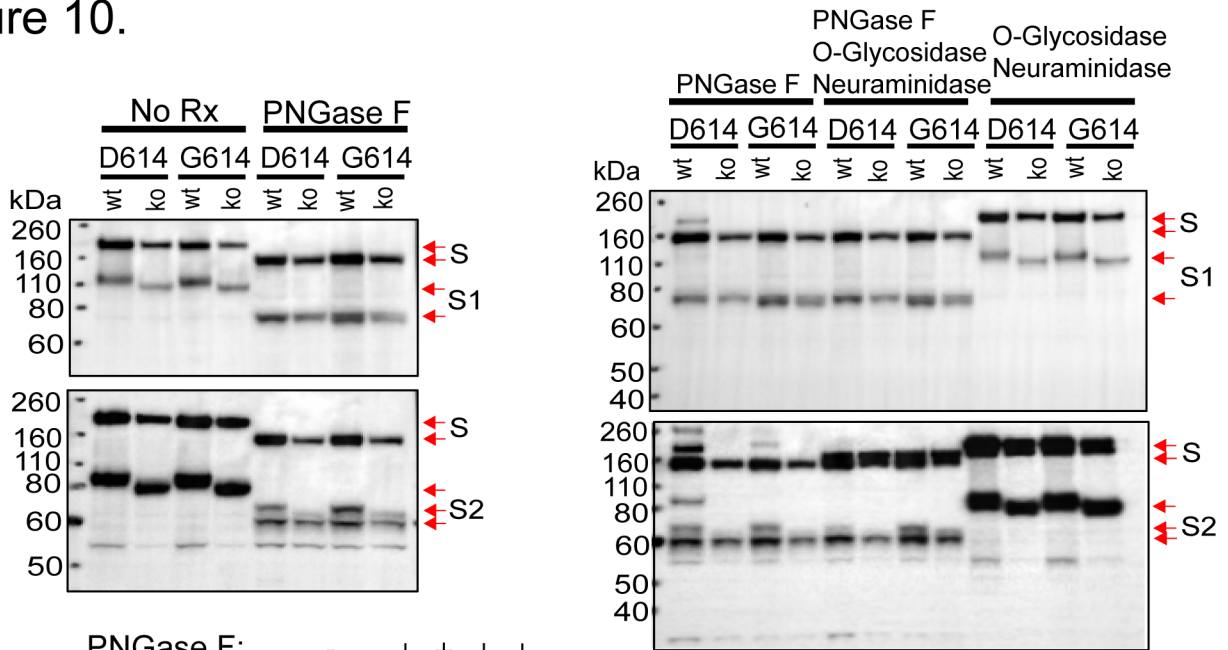 ure 10.
No Rx PNGase F
D614 G614 D614 G614
kDa wt ko wt ko wt ko wt ko
260
160
110
80
60
S
S1
260
160
110
80
60
50
S
S2
PNGase F:
PNGase F
PNGase F
O-Glycosidase
Neuraminidase
O-Glycosidase
Neuraminidase
D614 G614 D614 G614 D614 G614
kDa wt ko wt ko wt ko wt ko wt ko wt ko
260
160
110
80
60
50
40
S
S1
260
160
110
80
60
50
40
S
S2